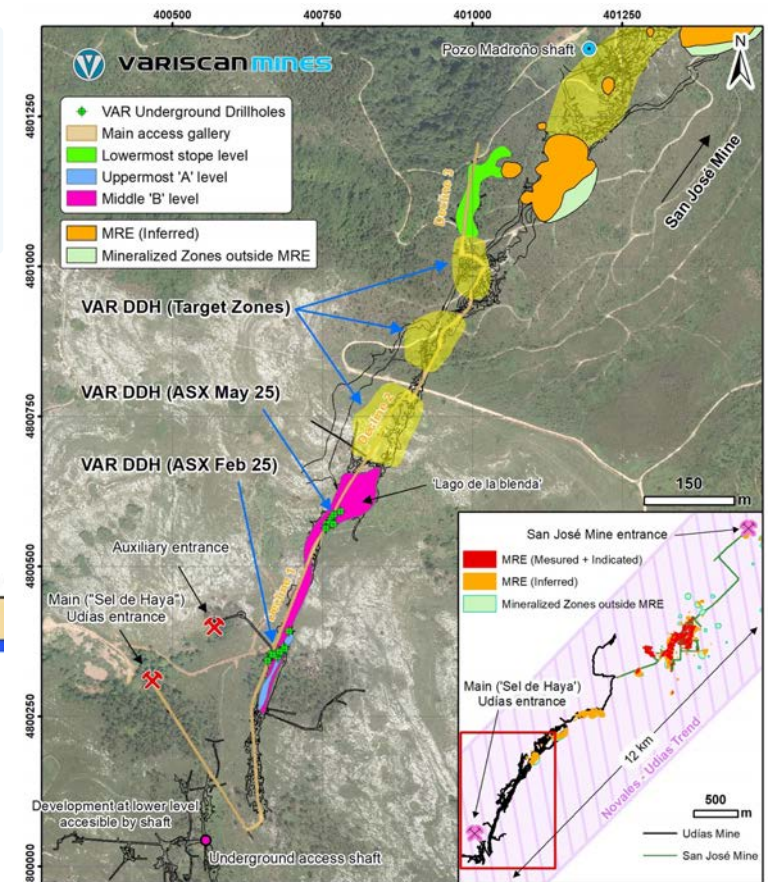 400500
400750
401000
401250
VARISCAN MINES
Pozo Madroño shaft
N
VAR Underground Drillholes
Main access gallery
Lowermost stope level
Uppermost 'A' level
Middle 'B' level
MRE (Inferred)
Mineralized Zones outside MRE
4801250
4801000
4800750
4800500
4800250
4800000
San José Mine
Decline 3
VAR DDH (Target Zones)
VAR DDH (ASX May 25)
Decline 2
VAR DDH (ASX Feb 25)
'Lago de la blenda'
150
m
Auxiliary entrance
Decline 1
Main ("Sel de Haya")
Udías entrance
Development at lower level
accesible by shaft
Underground access shaft
San José Mine entrance
MRE (Mesured + Indicated)
MRE (Inferred)
Mineralized Zones outside MRE
Main ('Sel de Haya')
Udías entrance
12 km
Novales - Udías Trend
500
m
Udías Mine
San José Mine